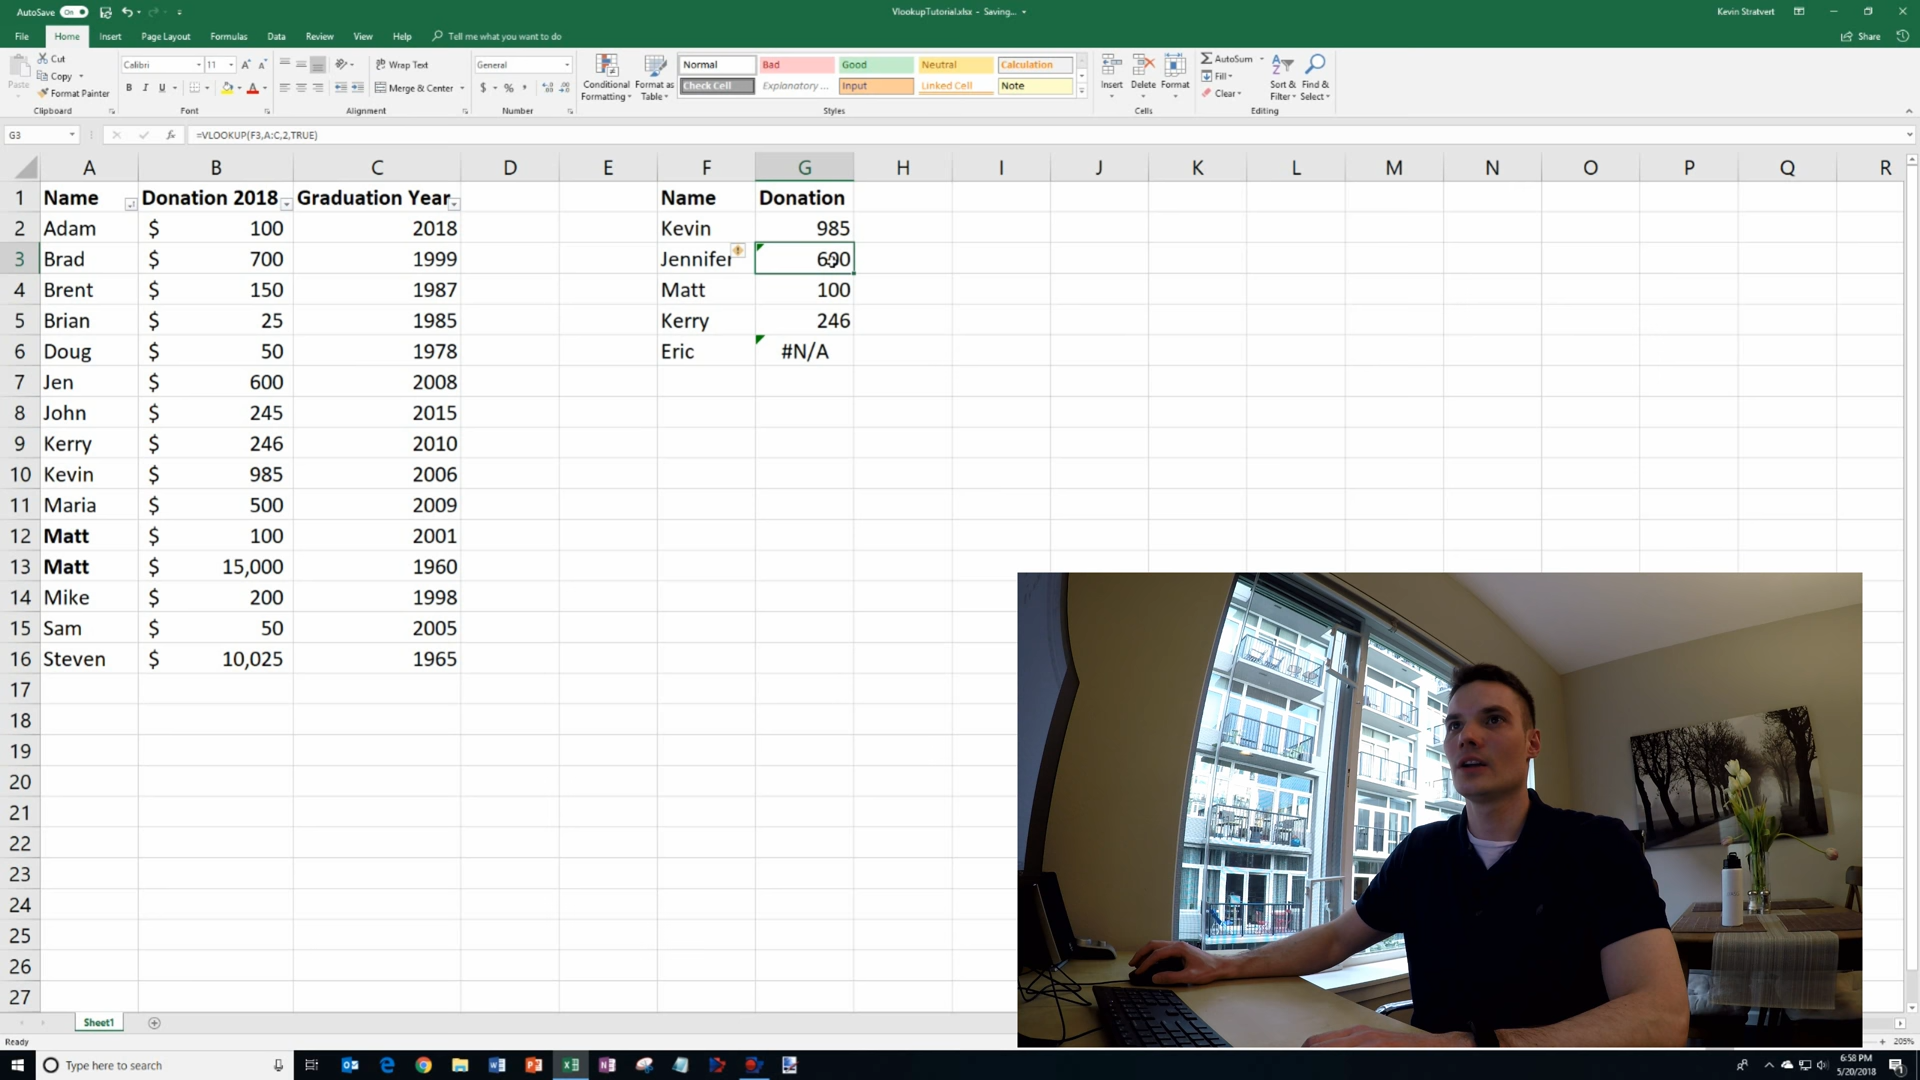 AutoSave On VlookupTutorial.xlsx - Saving... Kevin Stratvert
File Home Insert Page Layout Formulas Data Review View Help Tell me what you want to do Share
Paste Cut Copy Format Painter Clipboard
Calibri 11 B I U Font
Wrap Text Merge & Center Alignment
General $ % , Number
Conditional Formatting Format as Table Normal Bad Good Neutral Calculation
Check Cell Explanatory ... Input Linked Cell Note Styles
Insert Delete Format Cells
AutoSum Fill Clear Sort & Filter Find & Select Editing
G3 fx =VLOOKUP(F3,A:C,2,TRUE)
A B C D E F G H I J K L M N O P Q R
1 Name Donation 2018 Graduation Year Name Donation
2 Adam $ 100 2018 Kevin 985
3 Brad $ 700 1999 Jennifer 600
4 Brent $ 150 1987 Matt 100
5 Brian $ 25 1985 Kerry 246
6 Doug $ 50 1978 Eric #N/A
7 Jen $ 600 2008
8 John $ 245 2015
9 Kerry $ 246 2010
10 Kevin $ 985 2006
11 Maria $ 500 2009
12 Matt $ 100 2001
13 Matt $ 15,000 1960
14 Mike $ 200 1998
15 Sam $ 50 2005
16 Steven $ 10,025 1965
17
18
19
20
21
22
23
24
25
26
27
Sheet1
Ready 205%
Type here to search 6:58 PM
5/20/2018